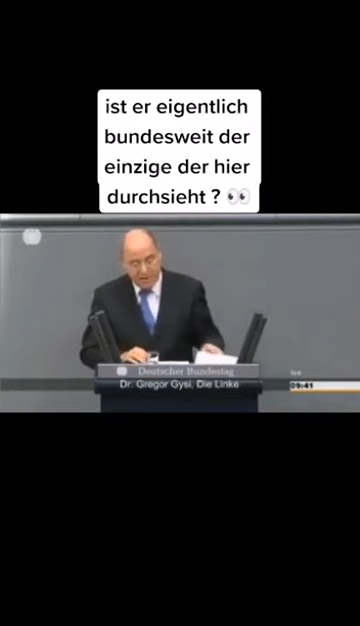 ist er eigentlich
bundesweit der
einzige der hier
durchsieht ? 👀
Deutscher Bundestag
Dr. Gregor Gysi, Die Linke
09:41